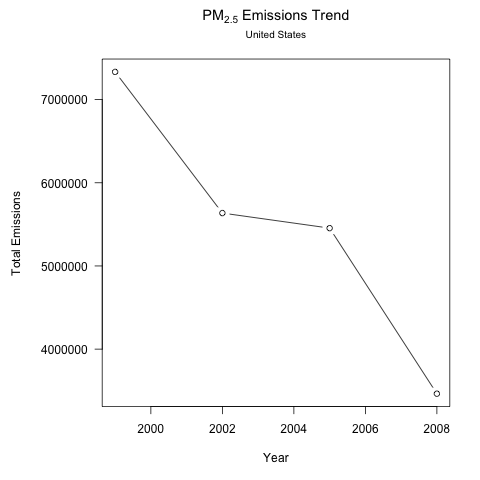 PM2.5 Emissions Trend
United States
7000000
6000000
5000000
4000000
Total Emissions
2000 2002 2004 2006 2008
Year